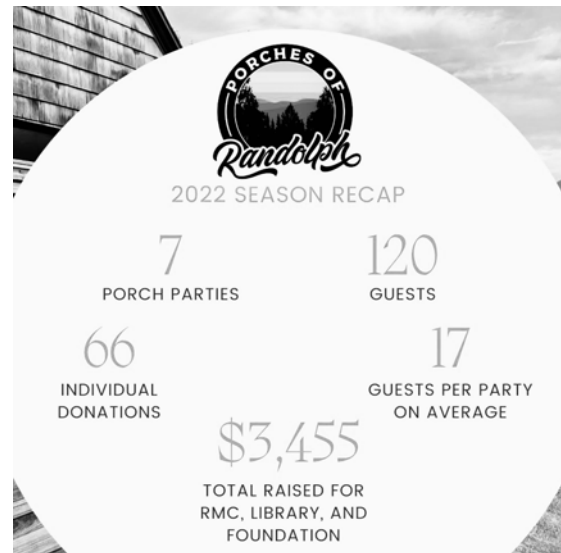 PORCHES OF
Randolph
2022 SEASON RECAP
7
PORCH PARTIES
120
GUESTS
66
INDIVIDUAL
DONATIONS
17
GUESTS PER PARTY
ON AVERAGE
$3,455
TOTAL RAISED FOR
RMC, LIBRARY, AND
FOUNDATION